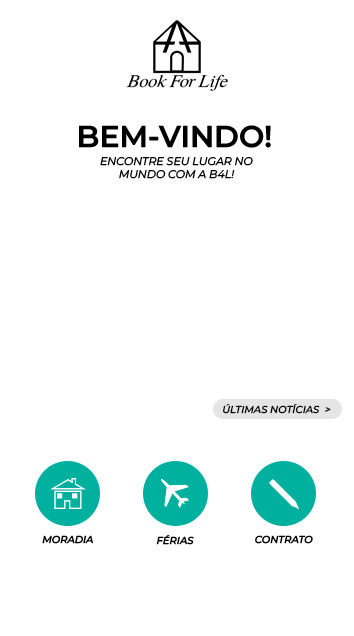 Book For Life
BEM-VINDO!
ENCONTRE SEU LUGAR NO
MUNDO COM A B4L!
ÚLTIMAS NOTÍCIAS >
MORADIA
FÉRIAS
CONTRATO